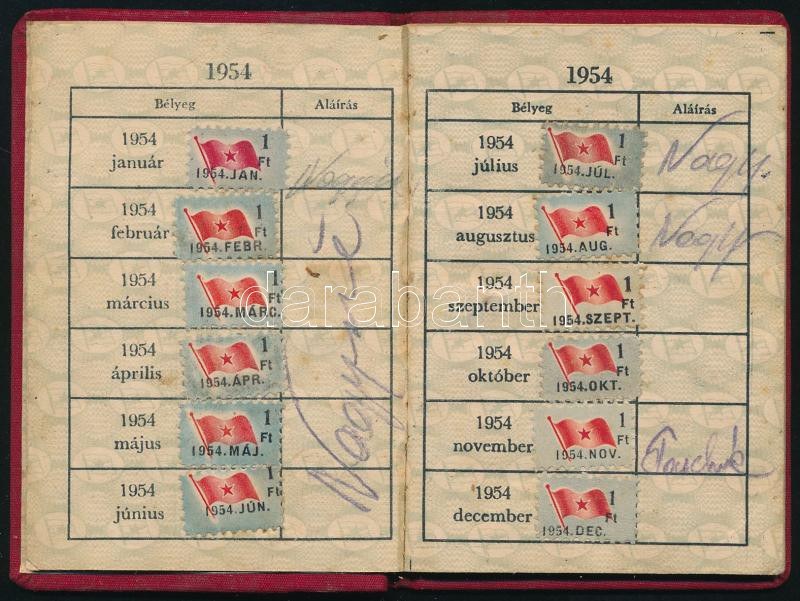 1954
Bélyeg Aláírás
1954 január 1 Ft 1954.JAN.
1954 február 1 Ft 1954.FEBR.
1954 március 1 Ft 1954.MÁRC.
1954 április 1 Ft 1954.ÁPR.
1954 május 1 Ft 1954.MÁJ.
1954 június 1 Ft 1954.JÚN.
1954
Bélyeg Aláírás
1954 július 1 Ft 1954.JÚL. Nagy.
1954 augusztus 1 Ft 1954.AUG. Nagy
1954 szeptember 1 Ft 1954.SZEPT.
1954 október 1 Ft 1954.OKT.
1954 november 1 Ft 1954.NOV.
1954 december 1 Ft 1954.DEC.
darabanth